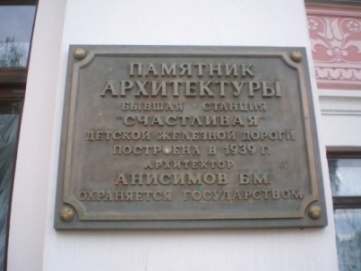 ПАМЯТНИК
АРХИТЕКТУРЫ
БЫВШАЯ СТАНЦИЯ
"СЧАСТЛИВАЯ"
ДЕТСКОЙ ЖЕЛЕЗНОЙ ДОРОГИ
ПОСТРОЕНА В 1939 Г.
АРХИТЕКТОР
АНИСИМОВ Б.М.
ОХРАНЯЕТСЯ ГОСУДАРСТВОМ